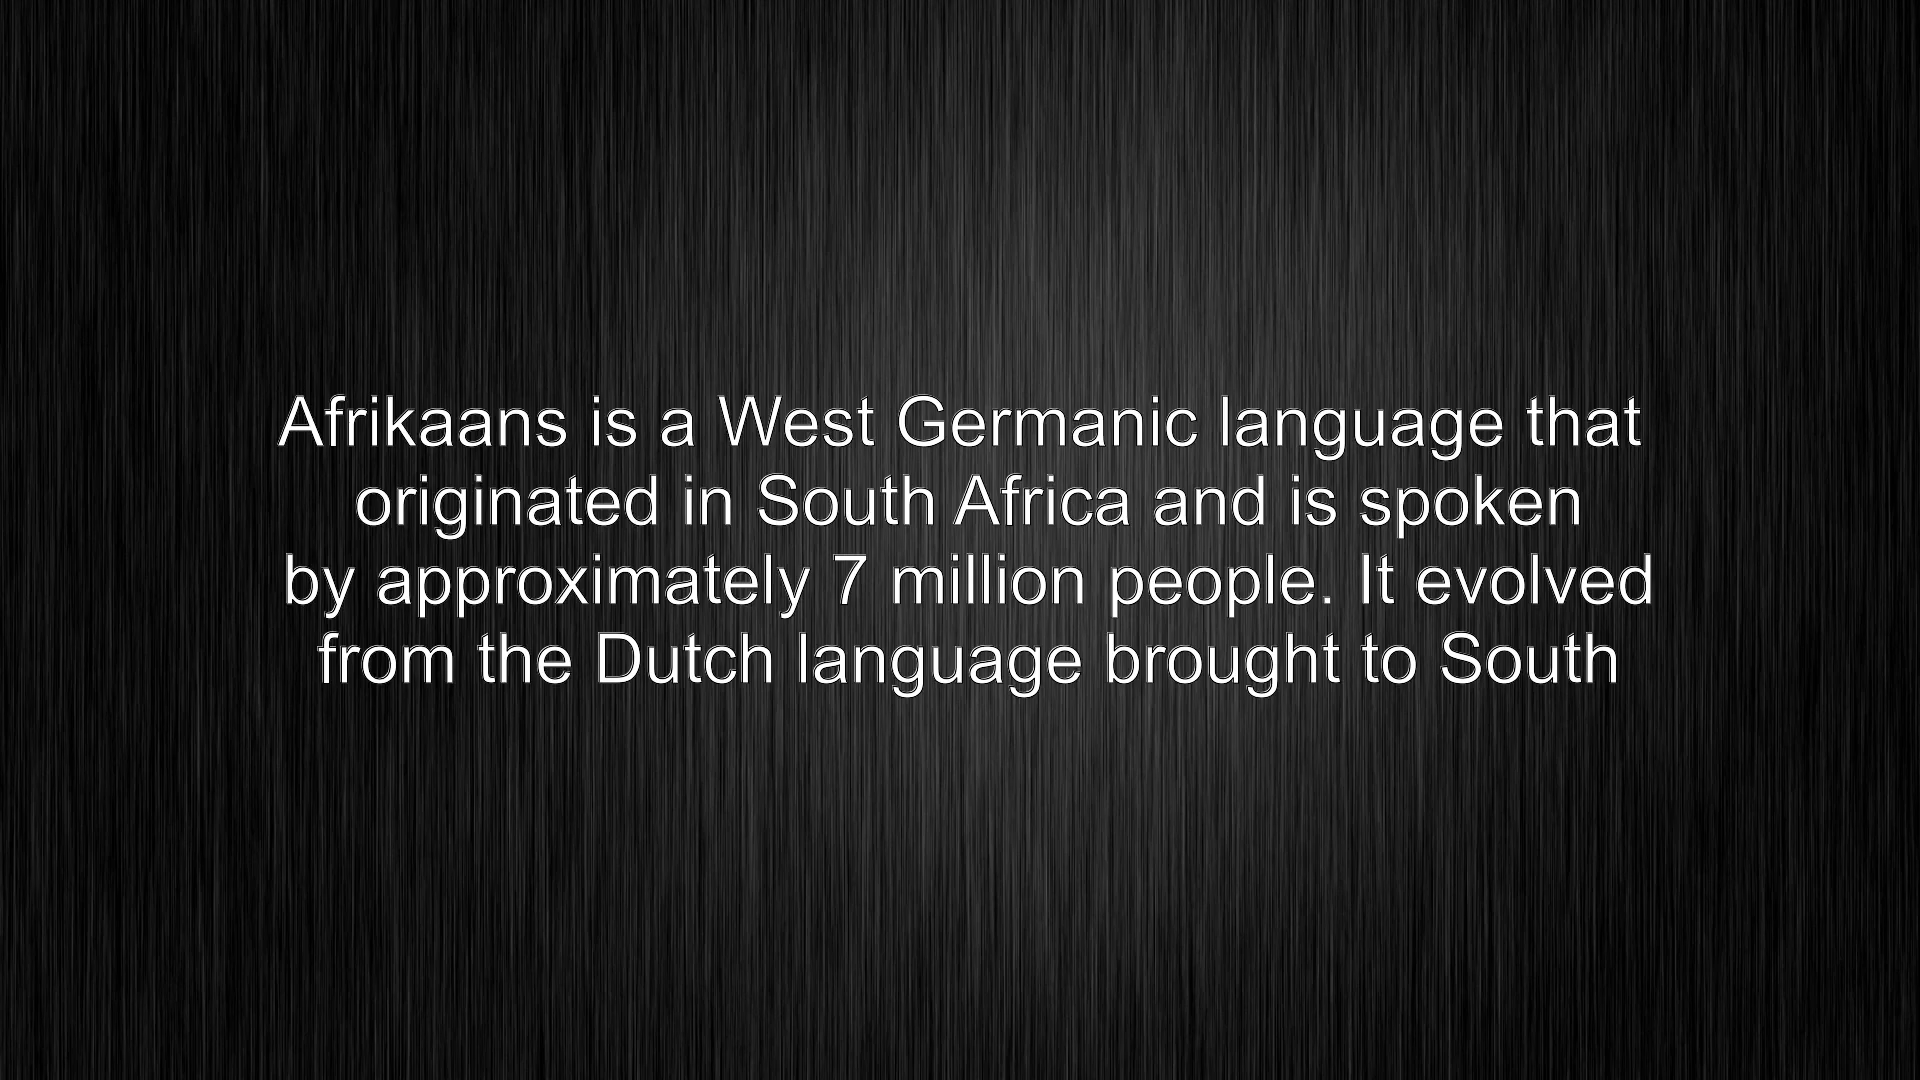 Afrikaans is a West Germanic language that
originated in South Africa and is spoken
by approximately 7 million people. It evolved
from the Dutch language brought to South